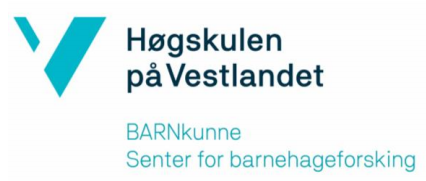 Høgskulen
på Vestlandet
BARNkunne
Senter for barnehageforsking